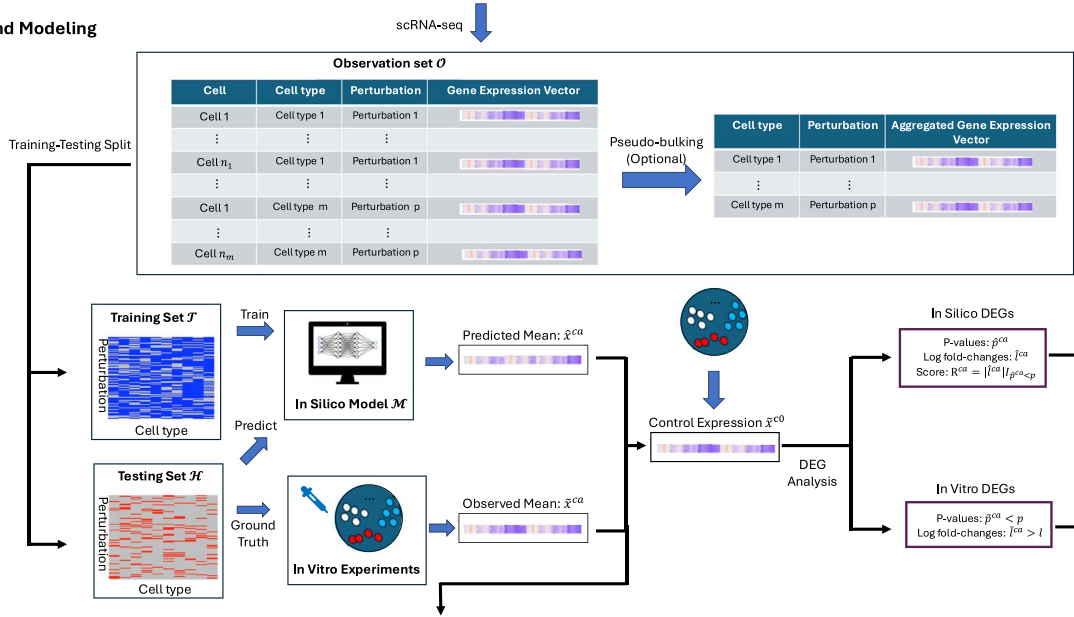 nd Modeling
scRNA-seq
Observation set 𝒪
Cell Cell type Perturbation Gene Expression Vector
Cell 1 Cell type 1 Perturbation 1
⋮ ⋮ ⋮
Cell n₁ Cell type 1 Perturbation 1
⋮ ⋮ ⋮
Cell 1 Cell type m Perturbation p
⋮ ⋮ ⋮
Cell nₘ Cell type m Perturbation p
Pseudo-bulking
(Optional)
Cell type Perturbation Aggregated Gene Expression
Vector
Cell type 1 Perturbation 1
⋮ ⋮
Cell type m Perturbation p
Training-Testing Split
Training Set 𝒯
Perturbation
Cell type
Train
In Silico Model ℳ
Predicted Mean: x̂ᶜᵃ
Predict
Testing Set ℋ
Perturbation
Cell type
Ground
Truth
...
In Vitro Experiments
Observed Mean: x̃ᶜᵃ
...
Control Expression x̃ᶜ⁰
DEG
Analysis
In Silico DEGs
P-values: p̂ᶜᵃ
Log fold-changes: l̂ᶜᵃ
Score: Rᶜᵃ = |l̂ᶜᵃ|I_{p̂ᶜᵃ<p}
In Vitro DEGs
P-values: p̃ᶜᵃ < p
Log fold-changes: l̃ᶜᵃ > l